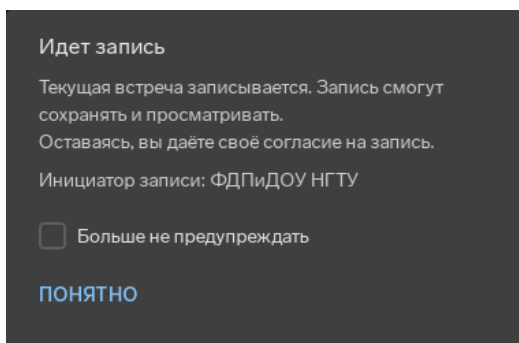 Идет запись
Текущая встреча записывается. Запись смогут
сохранять и просматривать.
Оставаясь, вы даёте своё согласие на запись.
Инициатор записи: ФДПиДОУ НГТУ
Больше не предупреждать
ПОНЯТНО